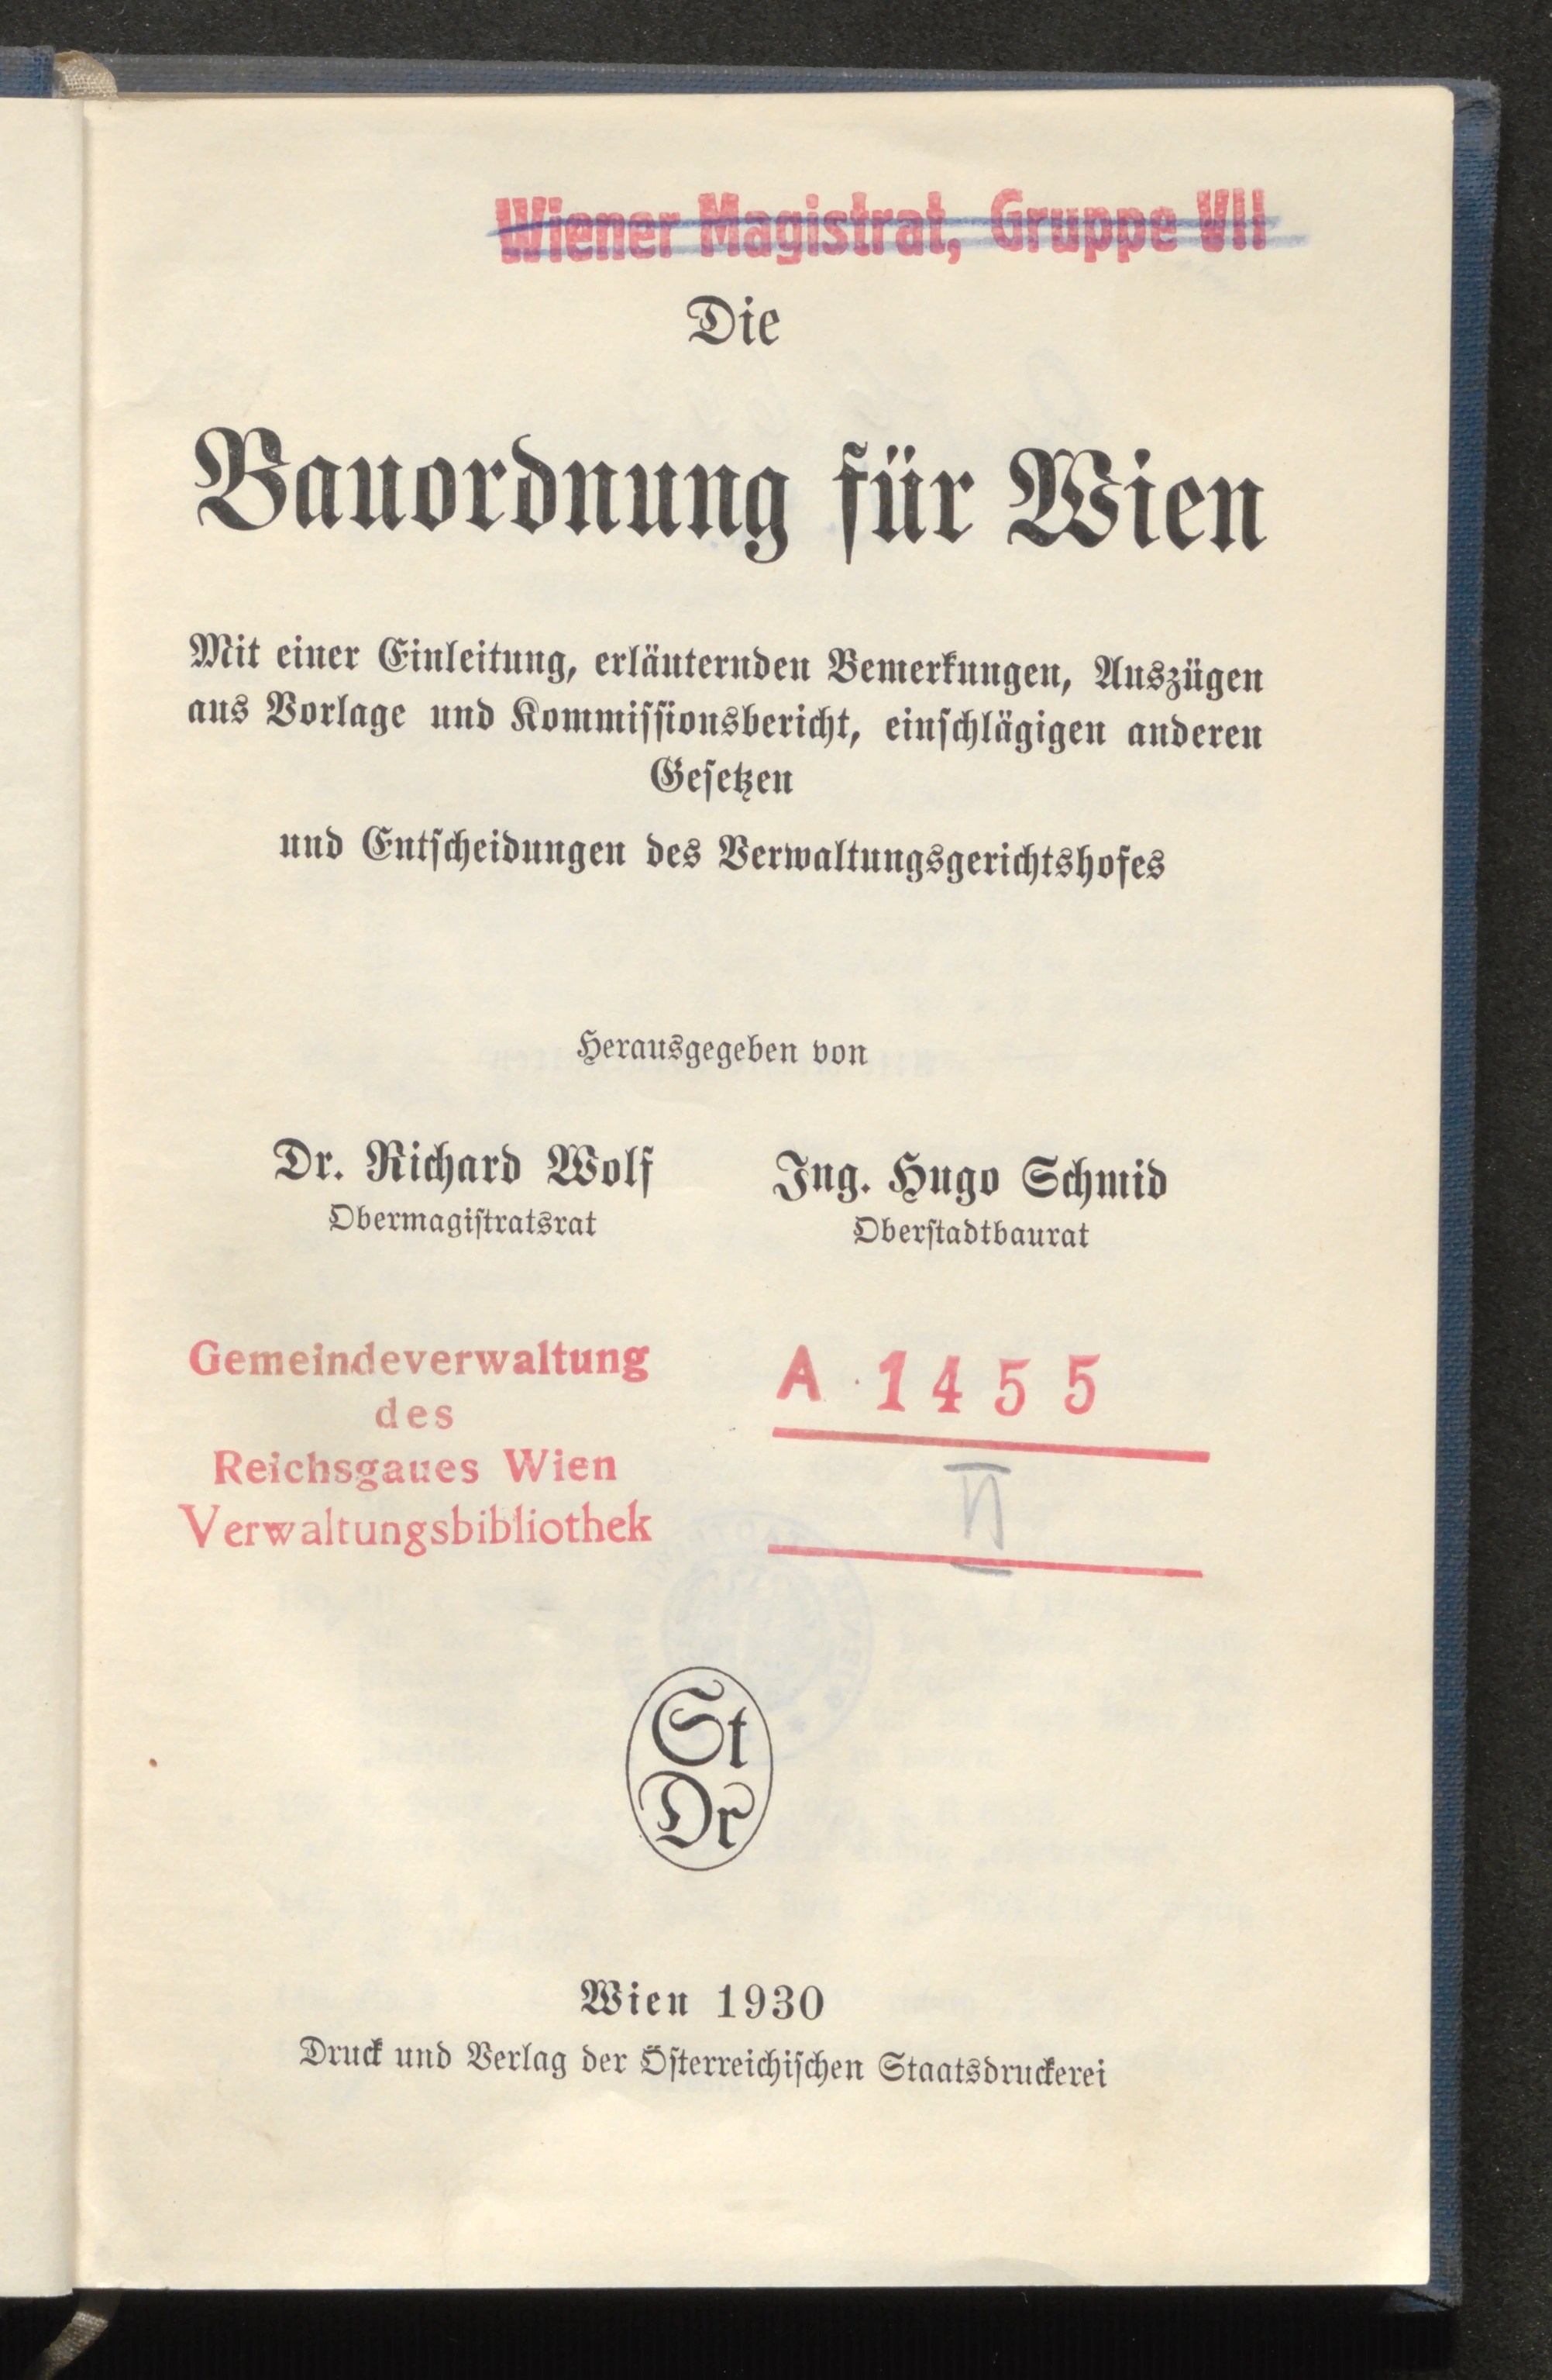 Wiener Magistrat, Gruppe VII
Die
Bauordnung für Wien
Mit einer Einleitung, erläuternden Bemerkungen, Auszügen
aus Vorlage und Kommissionsbericht, einschlägigen anderen
Gesetzen
und Entscheidungen des Verwaltungsgerichtshofes
Herausgegeben von
Dr. Richard Wolf
Obermagistratsrat
Ing. Hugo Schmid
Oberstadtbaurat
Gemeindeverwaltung
des
Reichsgaues Wien
Verwaltungsbibliothek
A 1455
II
St
Dr
Wien 1930
Druck und Verlag der Österreichischen Staatsdruckerei